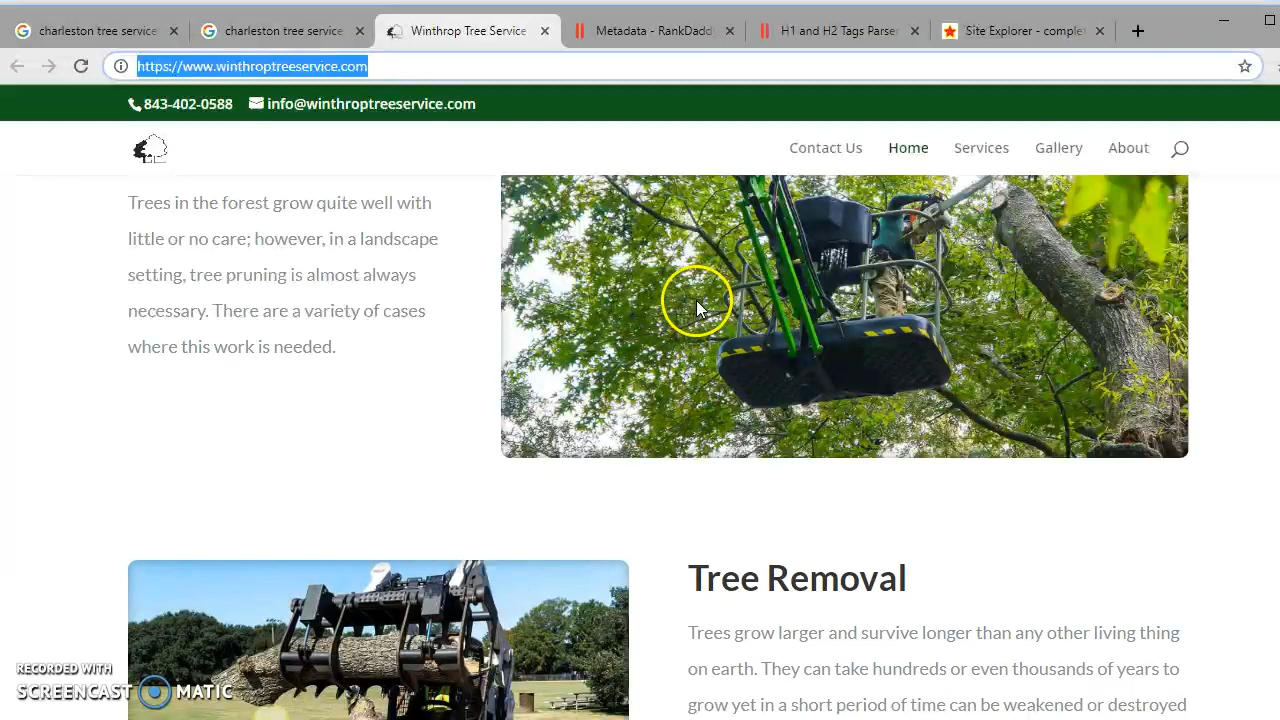 charleston tree service
charleston tree service
Winthrop Tree Service
Metadata - RankDaddy
H1 and H2 Tags Parser
Site Explorer - complet
https://www.winthroptreeservice.com
843-402-0588 info@winthroptreeservice.com
Contact Us Home Services Gallery About
Trees in the forest grow quite well with
little or no care; however, in a landscape
setting, tree pruning is almost always
necessary. There are a variety of cases
where this work is needed.
Tree Removal
Trees grow larger and survive longer than any other living thing
on earth. They can take hundreds or even thousands of years to
grow yet in a short period of time can be weakened or destroyed
RECORDED WITH
SCREENCAST MATIC